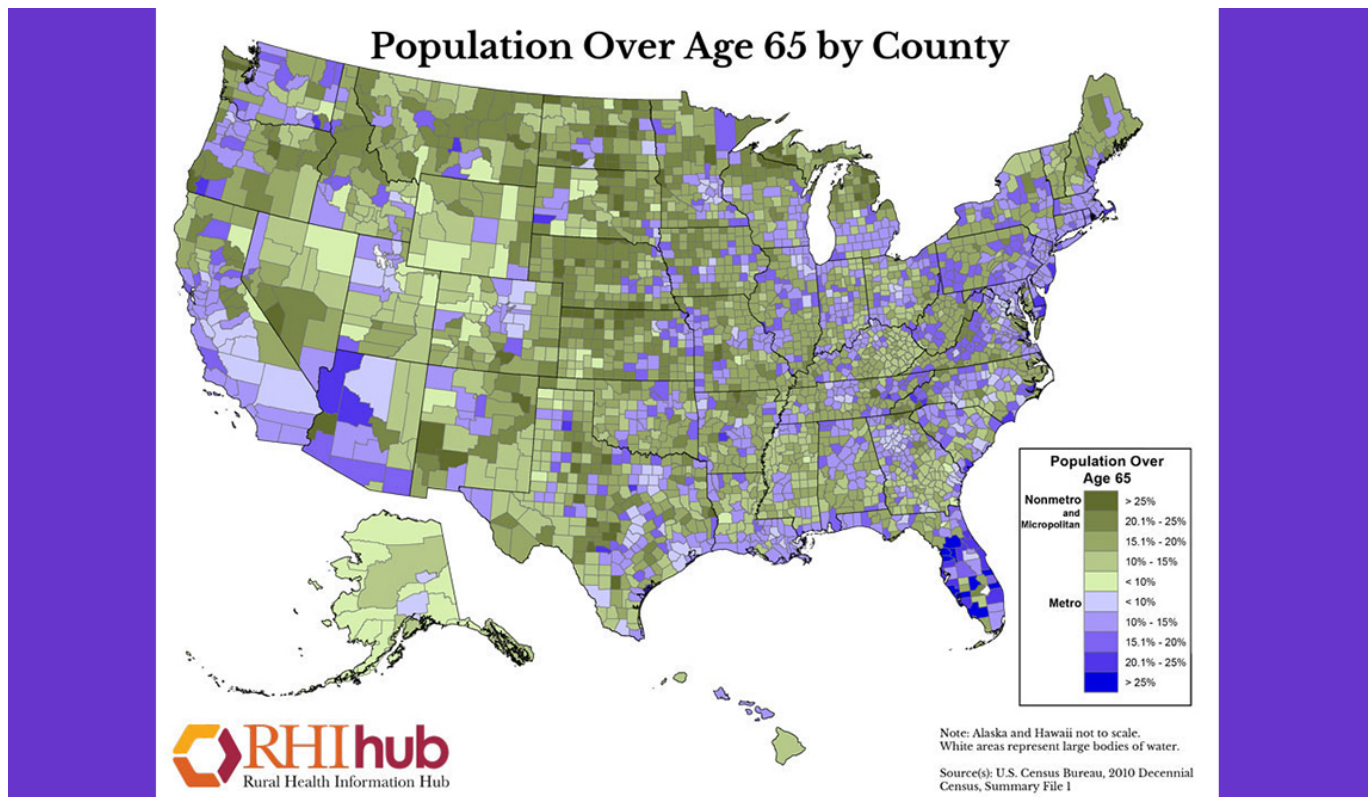 Population Over Age 65 by County
Population Over
Age 65
Nonmetro
and
Micropolitan
> 25%
20.1% - 25%
15.1% - 20%
10% - 15%
< 10%
Metro
< 10%
10% - 15%
15.1% - 20%
20.1% - 25%
> 25%
RHIhub
Rural Health Information Hub
Note: Alaska and Hawaii not to scale.
White areas represent large bodies of water.
Source(s): U.S. Census Bureau, 2010 Decennial
Census, Summary File 1